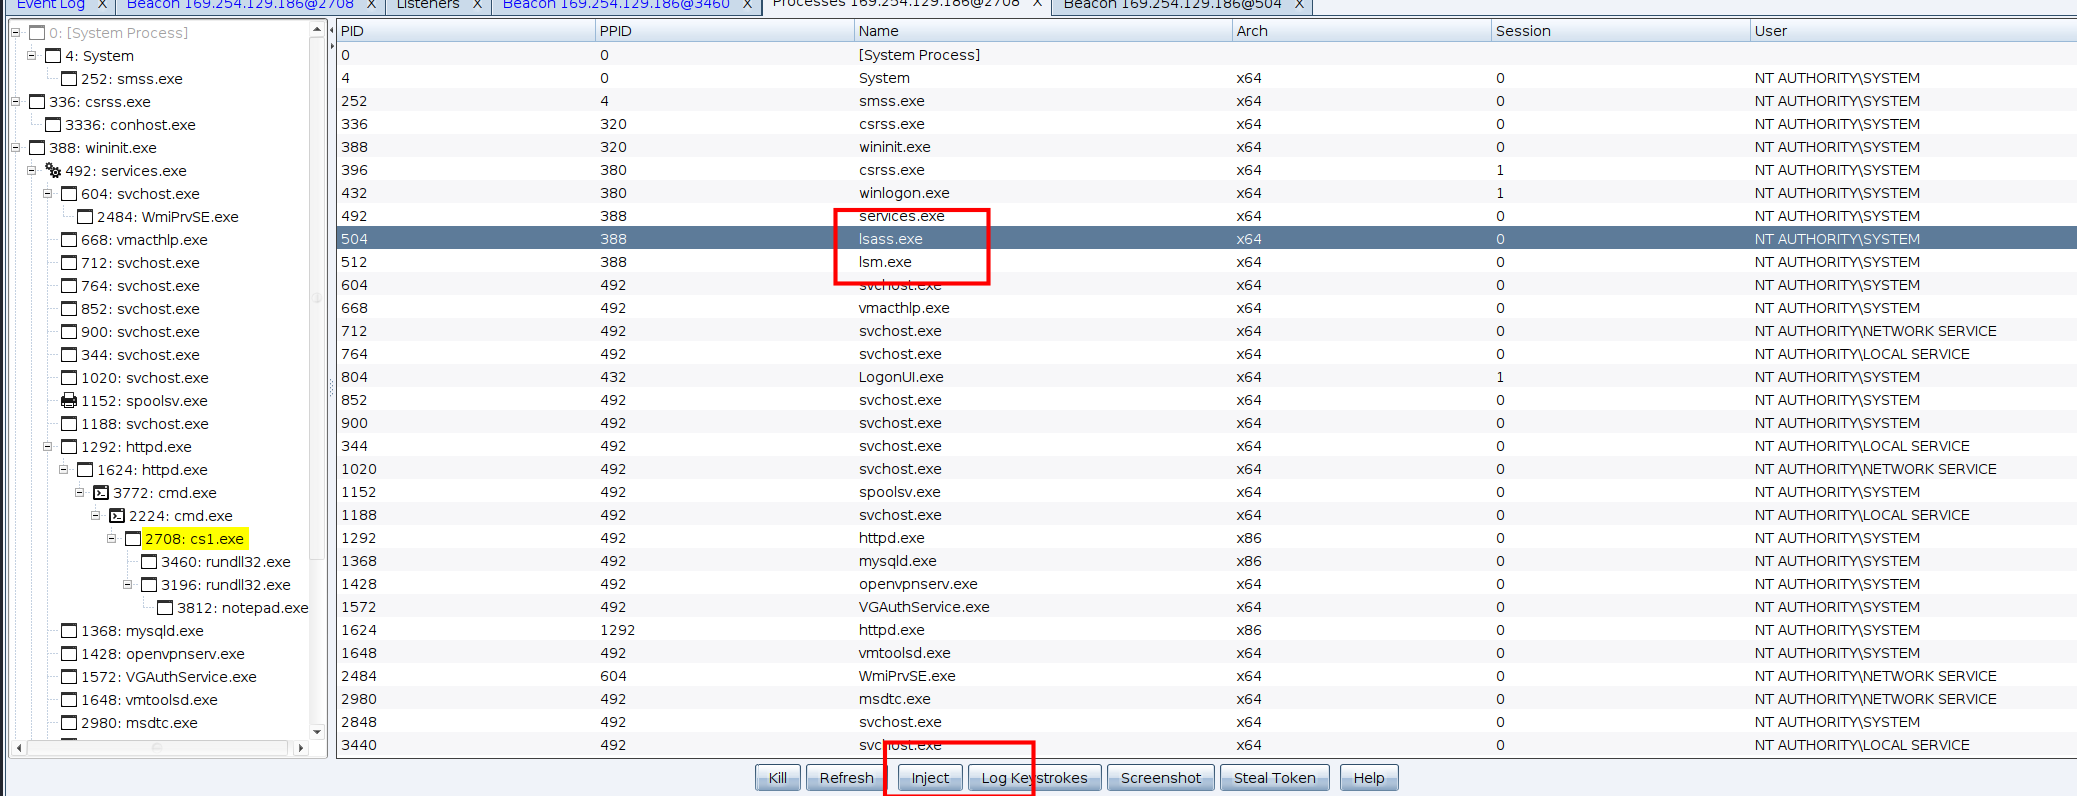 Event Log X Beacon 169.254.129.186@2708 X Listeners X Beacon 169.254.129.186@3460 X Processes 169.254.129.186@2708 X Beacon 169.254.129.186@504 X
0: [System Process]
4: System
252: smss.exe
336: csrss.exe
3336: conhost.exe
388: wininit.exe
492: services.exe
604: svchost.exe
2484: WmiPrvSE.exe
668: vmacthlp.exe
712: svchost.exe
764: svchost.exe
852: svchost.exe
900: svchost.exe
344: svchost.exe
1020: svchost.exe
1152: spoolsv.exe
1188: svchost.exe
1292: httpd.exe
1624: httpd.exe
3772: cmd.exe
2224: cmd.exe
2708: cs1.exe
3460: rundll32.exe
3196: rundll32.exe
3812: notepad.exe
1368: mysqld.exe
1428: openvpnserv.exe
1572: VGAuthService.exe
1648: vmtoolsd.exe
2980: msdtc.exe
PID PPID Name Arch Session User
0 0 [System Process]
4 0 System x64 0 NT AUTHORITY\SYSTEM
252 4 smss.exe x64 0 NT AUTHORITY\SYSTEM
336 320 csrss.exe x64 0 NT AUTHORITY\SYSTEM
388 320 wininit.exe x64 0 NT AUTHORITY\SYSTEM
396 380 csrss.exe x64 1 NT AUTHORITY\SYSTEM
432 380 winlogon.exe x64 1 NT AUTHORITY\SYSTEM
492 388 services.exe x64 0 NT AUTHORITY\SYSTEM
504 388 lsass.exe x64 0 NT AUTHORITY\SYSTEM
512 388 lsm.exe x64 0 NT AUTHORITY\SYSTEM
604 492 svchost.exe x64 0 NT AUTHORITY\SYSTEM
668 492 vmacthlp.exe x64 0 NT AUTHORITY\SYSTEM
712 492 svchost.exe x64 0 NT AUTHORITY\NETWORK SERVICE
764 492 svchost.exe x64 0 NT AUTHORITY\LOCAL SERVICE
804 432 LogonUI.exe x64 1 NT AUTHORITY\SYSTEM
852 492 svchost.exe x64 0 NT AUTHORITY\SYSTEM
900 492 svchost.exe x64 0 NT AUTHORITY\SYSTEM
344 492 svchost.exe x64 0 NT AUTHORITY\LOCAL SERVICE
1020 492 svchost.exe x64 0 NT AUTHORITY\NETWORK SERVICE
1152 492 spoolsv.exe x64 0 NT AUTHORITY\SYSTEM
1188 492 svchost.exe x64 0 NT AUTHORITY\LOCAL SERVICE
1292 492 httpd.exe x86 0 NT AUTHORITY\SYSTEM
1368 492 mysqld.exe x86 0 NT AUTHORITY\SYSTEM
1428 492 openvpnserv.exe x64 0 NT AUTHORITY\SYSTEM
1572 492 VGAuthService.exe x64 0 NT AUTHORITY\SYSTEM
1624 1292 httpd.exe x86 0 NT AUTHORITY\SYSTEM
1648 492 vmtoolsd.exe x64 0 NT AUTHORITY\SYSTEM
2484 604 WmiPrvSE.exe x64 0 NT AUTHORITY\NETWORK SERVICE
2980 492 msdtc.exe x64 0 NT AUTHORITY\NETWORK SERVICE
2848 492 svchost.exe x64 0 NT AUTHORITY\SYSTEM
3440 492 svchost.exe x64 0 NT AUTHORITY\LOCAL SERVICE
Kill Refresh Inject Log Keystrokes Screenshot Steal Token Help